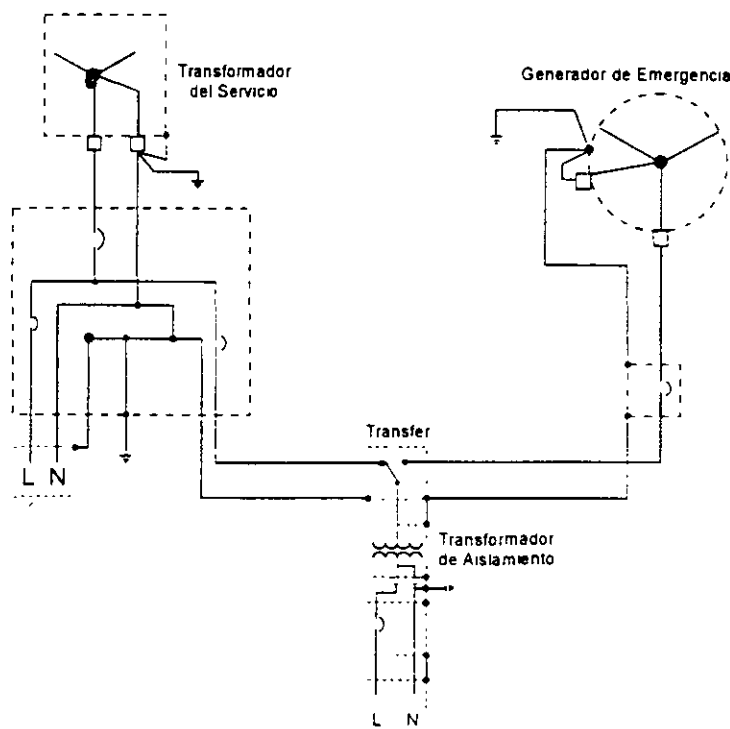 Transformador
del Servicio
Generador de Emergencia
Transfer
L N
Transformador
de Aislamiento
L N